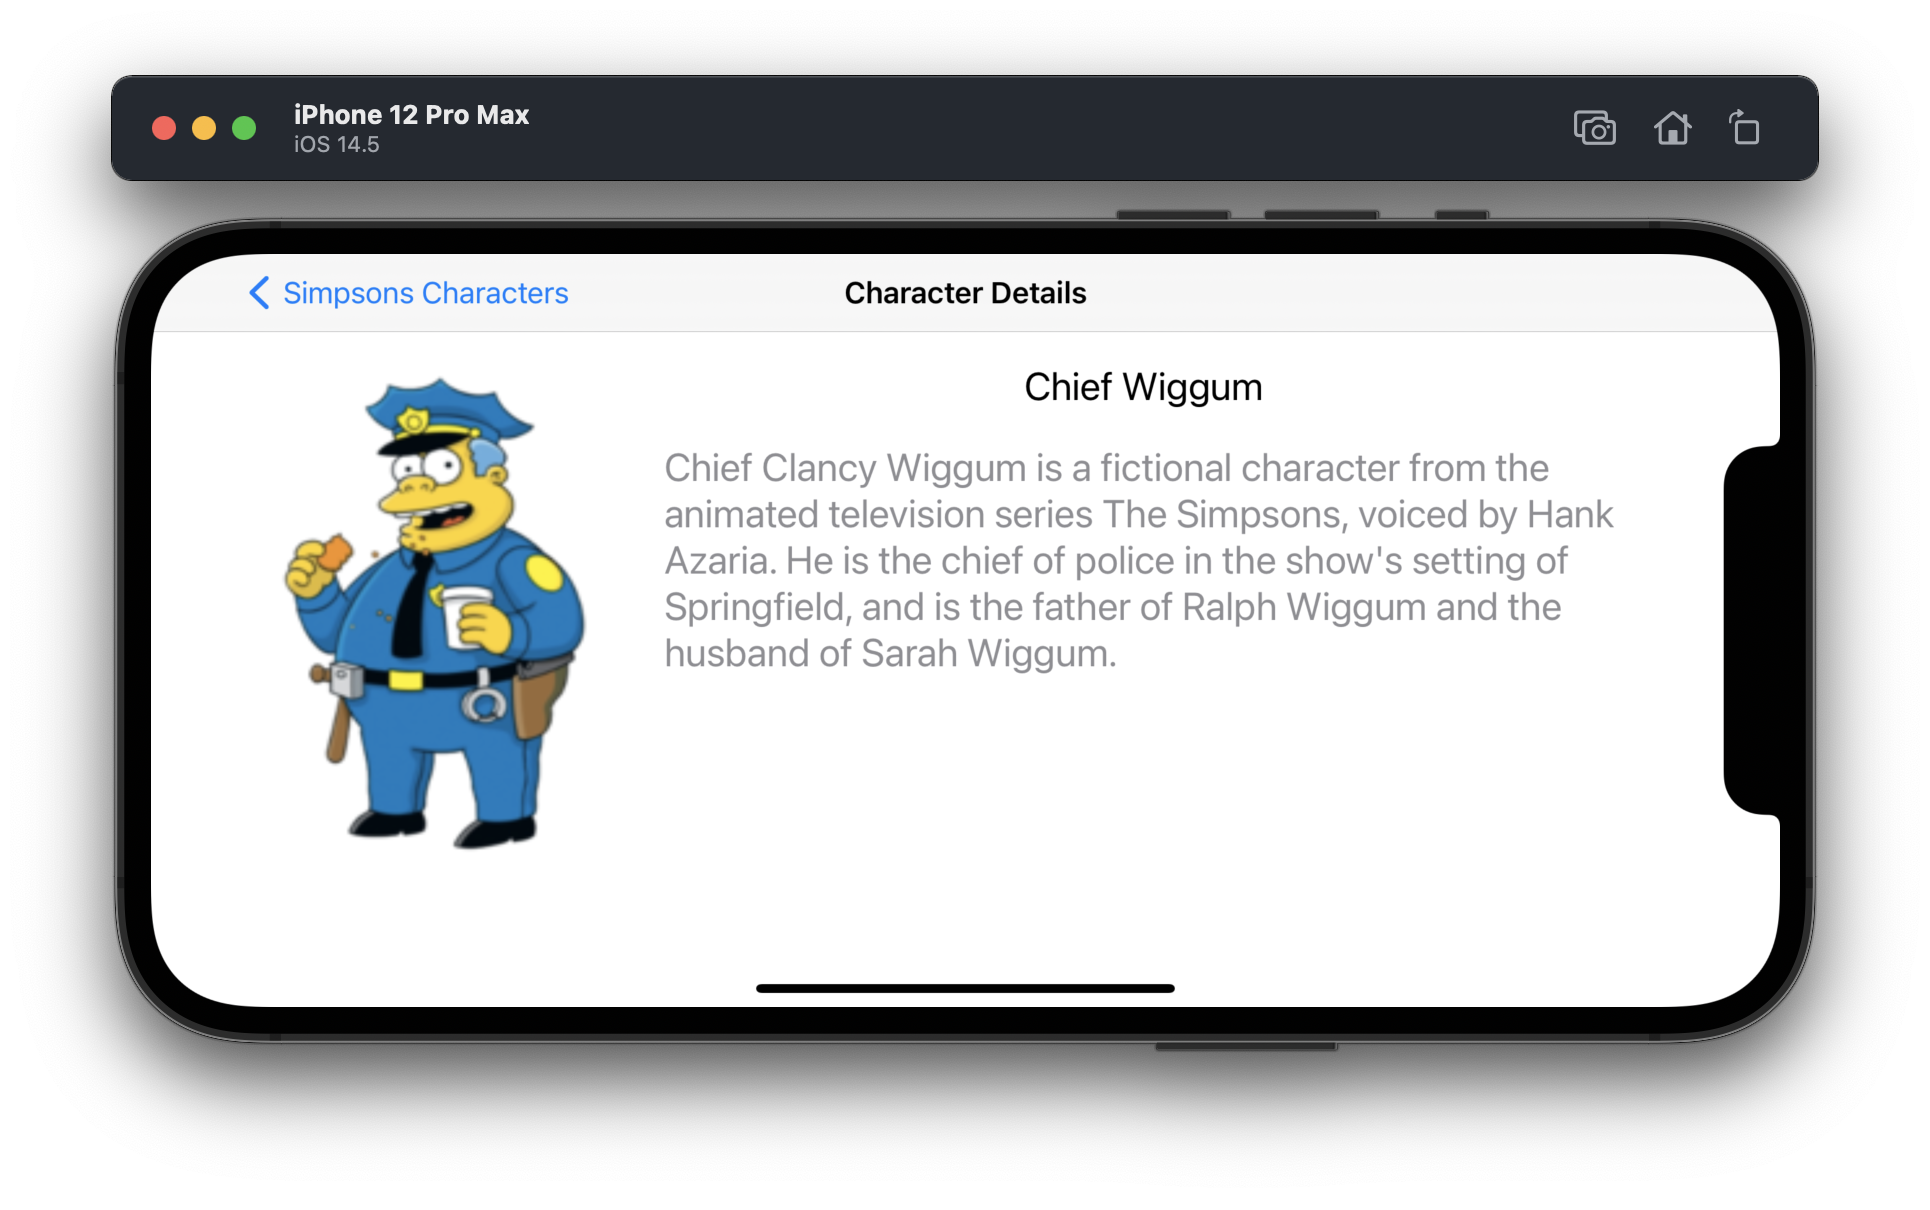 iPhone 12 Pro Max
iOS 14.5
Simpsons Characters
Character Details
Chief Wiggum
Chief Clancy Wiggum is a fictional character from the
animated television series The Simpsons, voiced by Hank
Azaria. He is the chief of police in the show's setting of
Springfield, and is the father of Ralph Wiggum and the
husband of Sarah Wiggum.